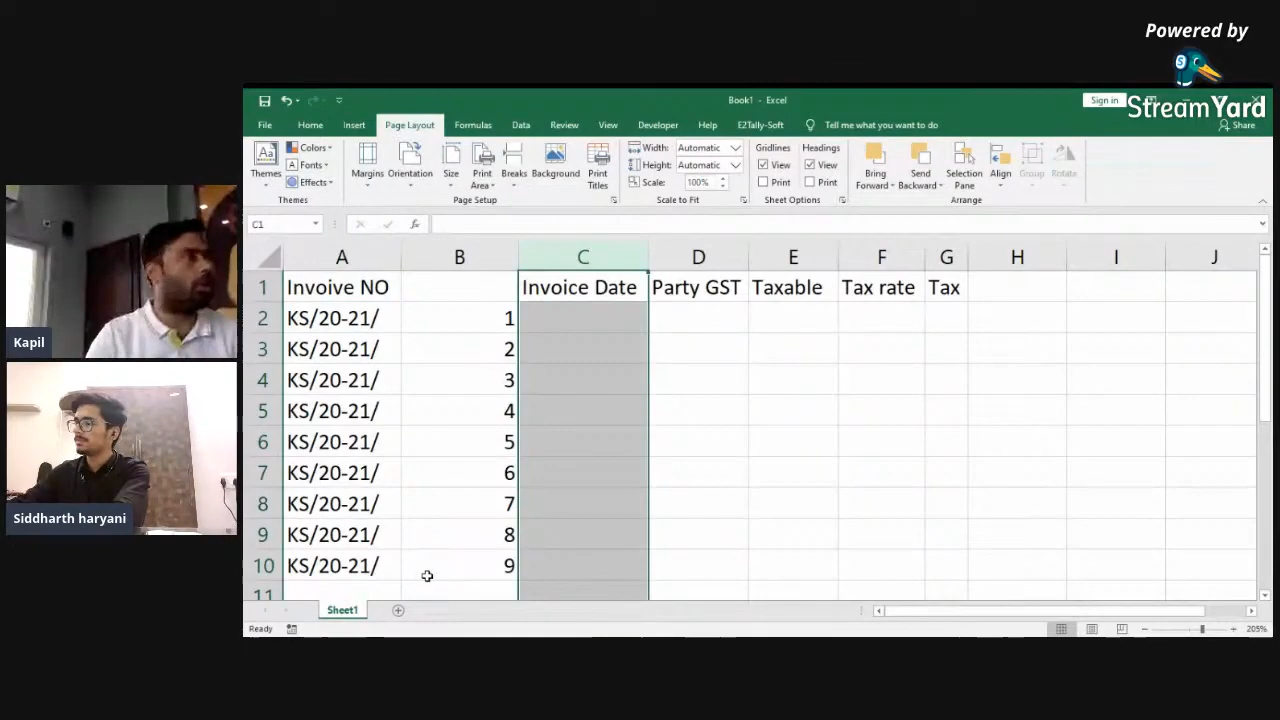 Powered by
StreamYard
Book1 - Excel
Sign in
File Home Insert Page Layout Formulas Data Review View Developer Help E2Tally-Soft Tell me what you want to do Share
Colors
Fonts
Effects
Themes
Margins Orientation Size Print Area Breaks Background Print Titles
Width: Automatic
Height: Automatic
Scale: 100%
Gridlines Headings
View View
Print Print
Bring Forward Send Backward Selection Pane Align Group Rotate
Themes Page Setup Scale to Fit Sheet Options Arrange
C1 fx
A B C D E F G H I J
1 Invoive NO Invoice Date Party GST Taxable Tax rate Tax
2 KS/20-21/ 1
3 KS/20-21/ 2
4 KS/20-21/ 3
5 KS/20-21/ 4
6 KS/20-21/ 5
7 KS/20-21/ 6
8 KS/20-21/ 7
9 KS/20-21/ 8
10 KS/20-21/ 9
11
Sheet1
Ready 205%
Kapil
Siddharth haryani